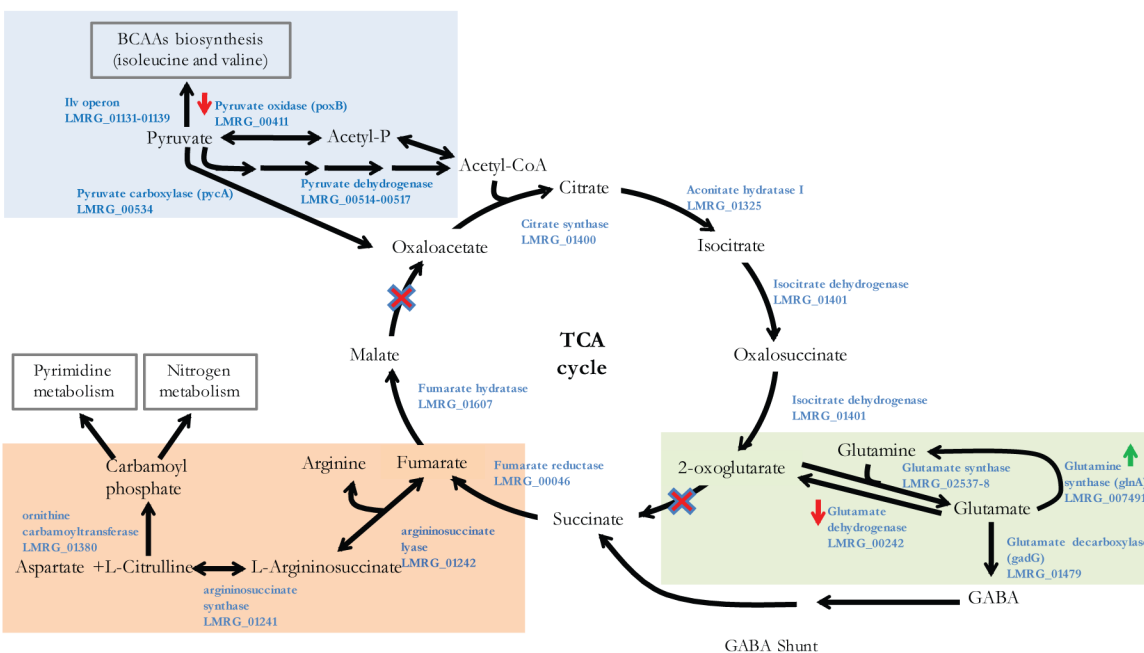 BCAAs biosynthesis
(isoleucine and valine)
Ilv operon
LMRG_01131-01139
Pyruvate oxidase (poxB)
LMRG_00411
Pyruvate
Acetyl-P
Acetyl-CoA
Pyruvate carboxylase (pycA)
LMRG_00534
Pyruvate dehydrogenase
LMRG_00514-00517
Citrate
Aconitate hydratase I
LMRG_01325
Citrate synthase
LMRG_01400
Oxaloacetate
Isocitrate
Isocitrate dehydrogenase
LMRG_01401
TCA
cycle
Malate
Oxalosuccinate
Pyrimidine
metabolism
Nitrogen
metabolism
Fumarate hydratase
LMRG_01607
Isocitrate dehydrogenase
LMRG_01401
Carbamoyl
phosphate
Arginine
Fumarate
Fumarate reductase
LMRG_00046
2-oxoglutarate
Glutamine
Glutamate synthase
LMRG_02537-8
Glutamine
synthase (glnA)
LMRG_007491
Glutamate
Glutamate
dehydrogenase
LMRG_00242
Succinate
ornithine
carbamoyltransferase
LMRG_01380
argininosuccinate
lyase
LMRG_01242
Glutamate decarboxylase
(gadG)
LMRG_01479
Aspartate +L-Citrulline
L-Argininosuccinate
argininosuccinate
synthase
LMRG_01241
GABA
GABA Shunt